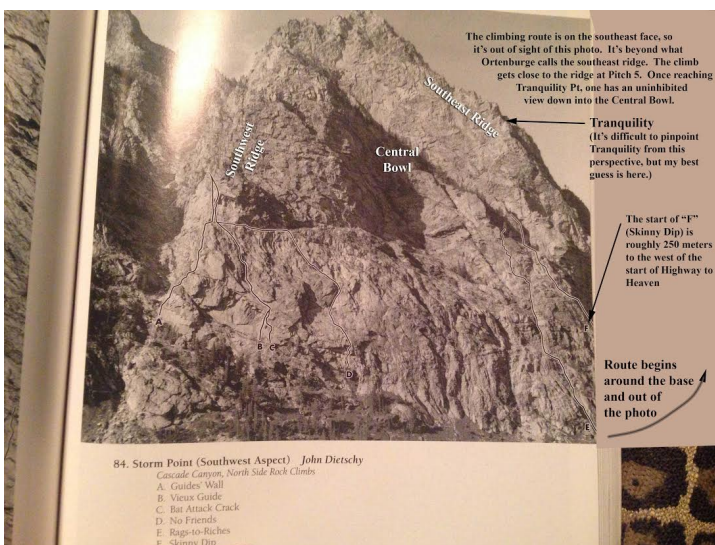 The climbing route is on the southeast face, so
it's out of sight of this photo. It's beyond what
Ortenburge calls the southeast ridge. The climb
gets close to the ridge at Pitch 5. Once reaching
Tranquility Pt, one has an uninhibited
view down into the Central Bowl.
Southeast Ridge
Tranquility
(It's difficult to pinpoint
Tranquility from this
perspective, but my best
guess is here.)
Southwest
Ridge
Central
Bowl
The start of "F"
(Skinny Dip) is
roughly 250 meters
to the west of the
start of Highway to
Heaven
A
B
C
D
F
E
Route begins
around the base
and out of
the photo
84. Storm Point (Southwest Aspect) John Dietschy
Cascade Canyon, North Side Rock Climbs
A. Guides' Wall
B. Vieux Guide
C. Bat Attack Crack
D. No Friends
E. Rags-to-Riches
F. Skinny Dip